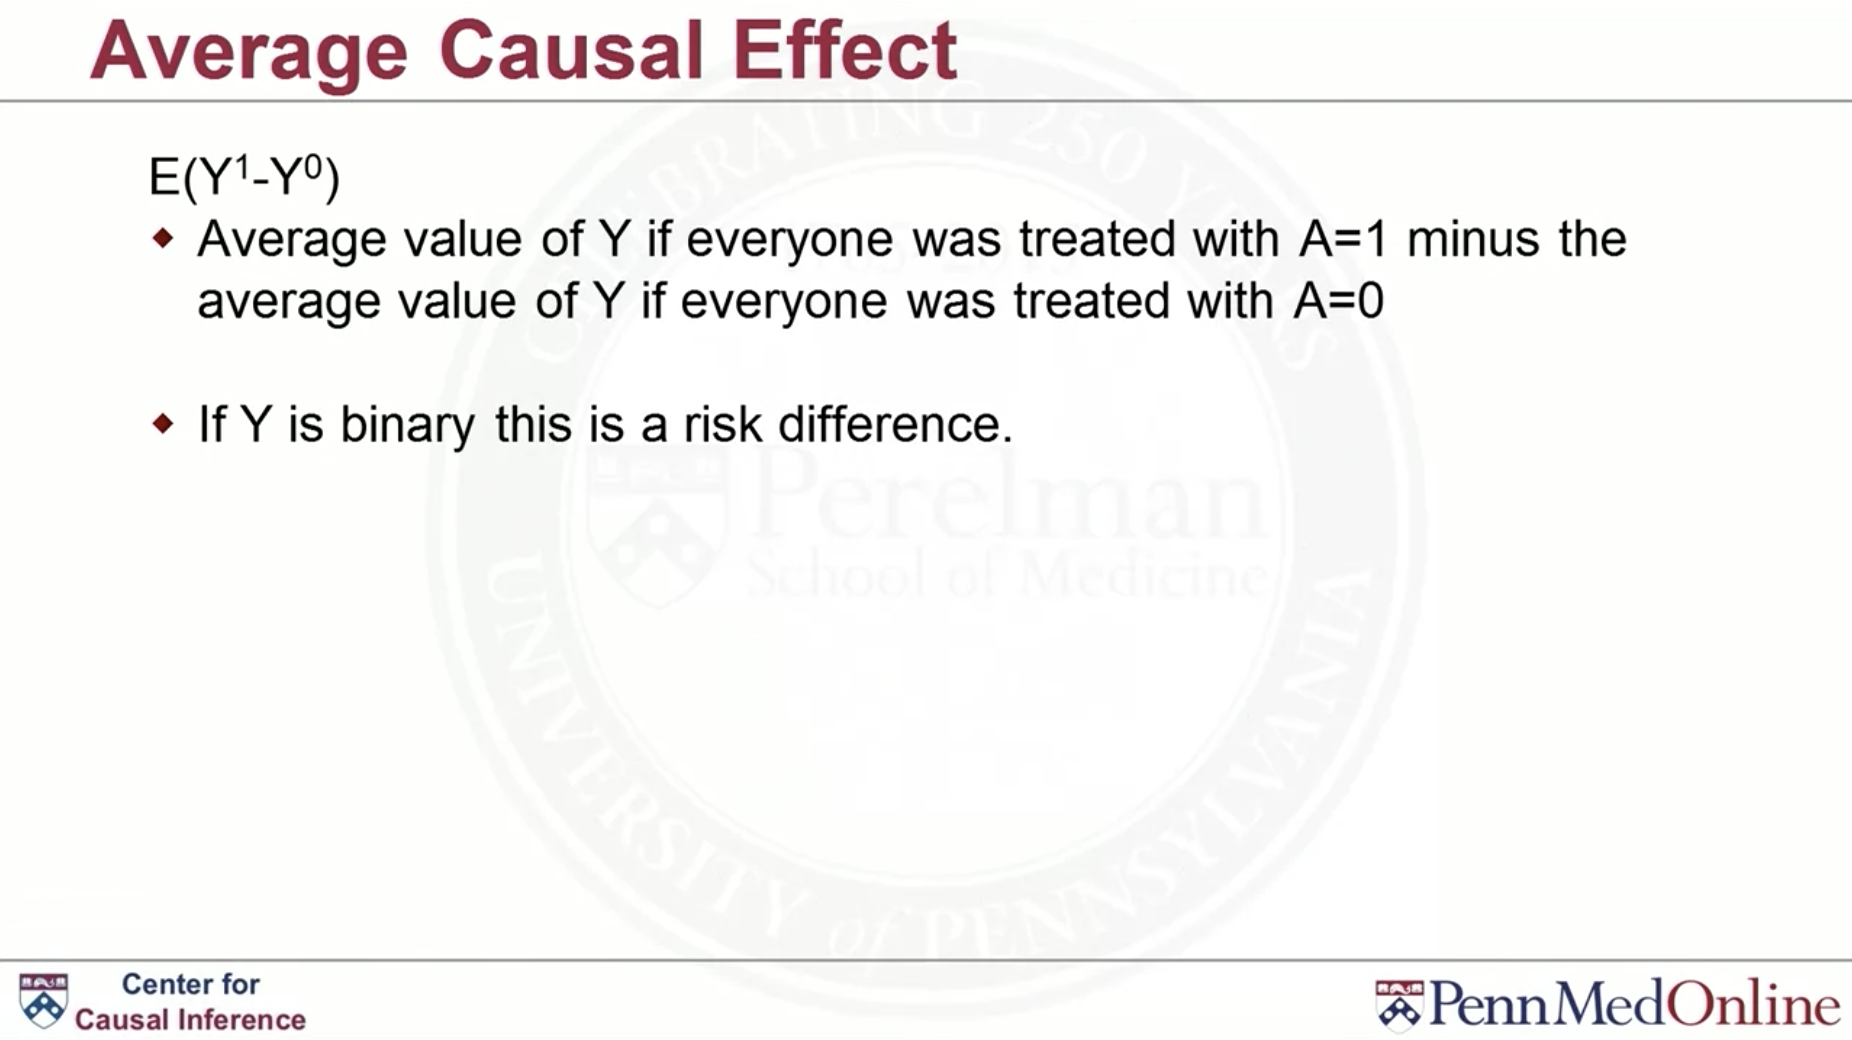 Average Causal Effect
E(Y¹-Y⁰)
Average value of Y if everyone was treated with A=1 minus the
average value of Y if everyone was treated with A=0
If Y is binary this is a risk difference.
CELEBRATING 250 YEARS
Perelman
School of Medicine
UNIVERSITY of PENNSYLVANIA
Center for
Causal Inference
PennMedOnline